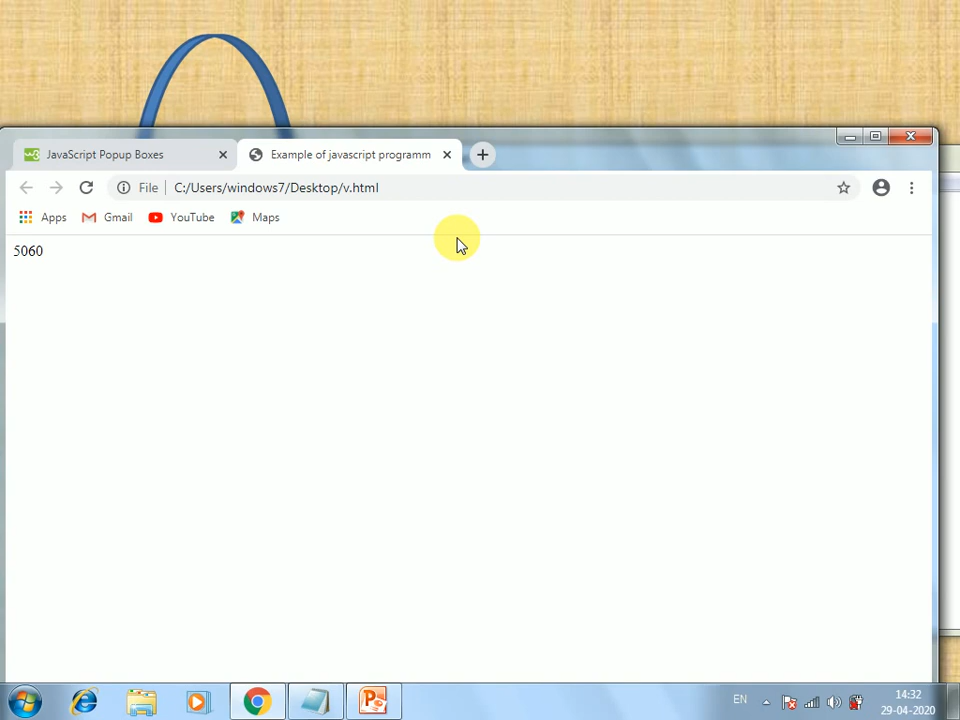 JavaScript Popup Boxes
Example of javascript programm
File C:/Users/windows7/Desktop/v.html
Apps Gmail YouTube Maps
5060
EN 14:32
29-04-2020